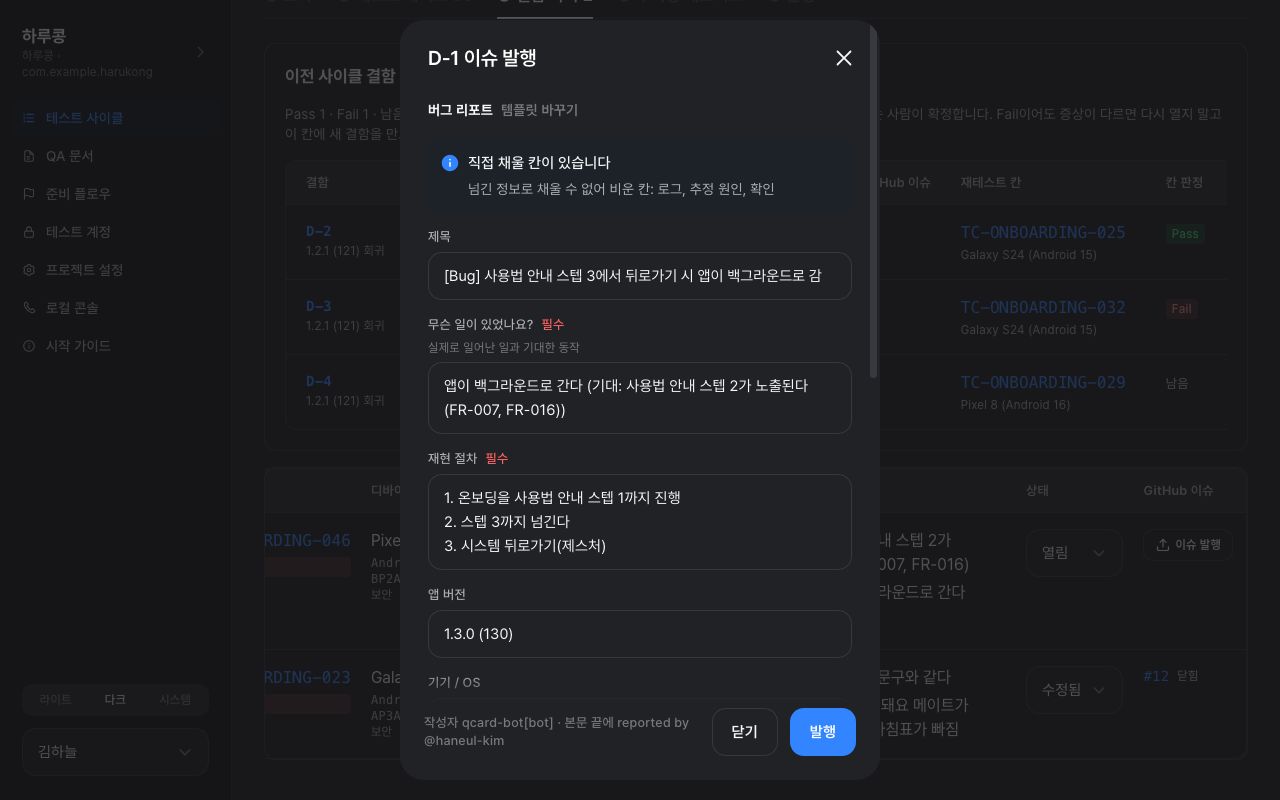 하루콩
하루콩 ·
com.example.harukong
테스트 사이클
QA 문서
준비 플로우
테스트 계정
프로젝트 설정
로컬 콘솔
시작 가이드
라이트 다크 시스템
김하늘
이전 사이클 결함
Pass 1 · Fail 1 · 남음
사람이 확정합니다. Fail이어도 증상이 다르면 다시 열지 말고
이 칸에 새 결함을 만
결함
Hub 이슈
재테스트 칸
칸 판정
D-2
1.2.1 (121) 회귀
TC-ONBOARDING-025
Galaxy S24 (Android 15)
Pass
D-3
1.2.1 (121) 회귀
TC-ONBOARDING-032
Galaxy S24 (Android 15)
Fail
D-4
1.2.1 (121) 회귀
TC-ONBOARDING-029
Pixel 8 (Android 16)
남음
디바이
상태
GitHub 이슈
RDING-046
Pixe
Andr
BP2A
보안
내 스텝 2가
007, FR-016)
라운드로 간다
열림
이슈 발행
RDING-023
Gala
Andr
AP3A
보안
문구와 같다
돼요 메이트가
마침표가 빠짐
수정됨
#12 닫힘
D-1 이슈 발행
버그 리포트 템플릿 바꾸기
직접 채울 칸이 있습니다
넘긴 정보로 채울 수 없어 비운 칸: 로그, 추정 원인, 확인
제목
[Bug] 사용법 안내 스텝 3에서 뒤로가기 시 앱이 백그라운드로 감
무슨 일이 있었나요? 필수
실제로 일어난 일과 기대한 동작
앱이 백그라운드로 간다 (기대: 사용법 안내 스텝 2가 노출된다
(FR-007, FR-016))
재현 절차 필수
1. 온보딩을 사용법 안내 스텝 1까지 진행
2. 스텝 3까지 넘긴다
3. 시스템 뒤로가기(제스처)
앱 버전
1.3.0 (130)
기기 / OS
작성자 qcard-bot[bot] · 본문 끝에 reported by
@haneul-kim
닫기
발행